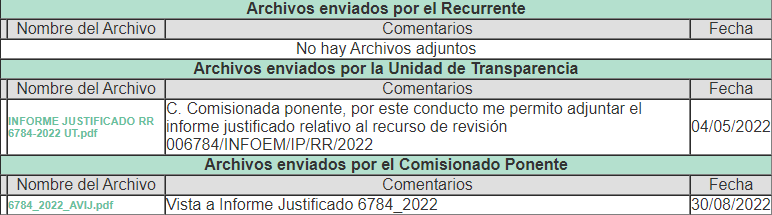 Archivos enviados por el Recurrente
Nombre del Archivo Comentarios Fecha
No hay Archivos adjuntos
Archivos enviados por la Unidad de Transparencia
Nombre del Archivo Comentarios Fecha
INFORME JUSTIFICADO RR
6784-2022 UT.pdf
C. Comisionada ponente, por este conducto me permito adjuntar el
informe justificado relativo al recurso de revisión
006784/INFOEM/IP/RR/2022
04/05/2022
Archivos enviados por el Comisionado Ponente
Nombre del Archivo Comentarios Fecha
6784_2022_AVIJ.pdf Vista a Informe Justificado 6784_2022 30/08/2022